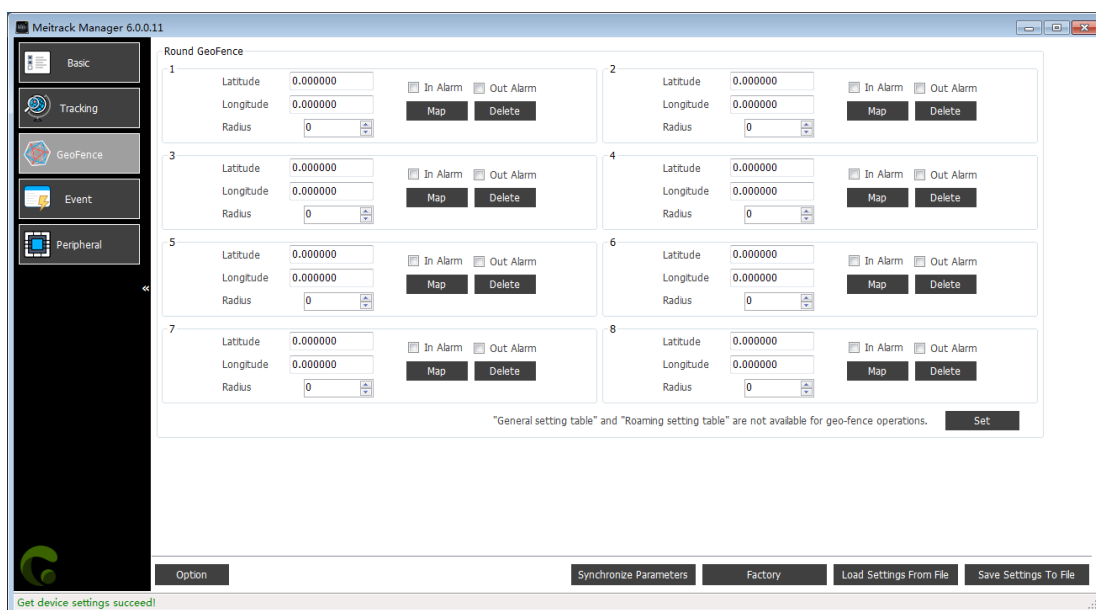 Meitrack Manager 6.0.0.11
Basic
Tracking
GeoFence
Event
Peripheral
«
Round GeoFence
1
Latitude 0.000000
In Alarm Out Alarm
Longitude 0.000000
Map Delete
Radius 0
2
Latitude 0.000000
In Alarm Out Alarm
Longitude 0.000000
Map Delete
Radius 0
3
Latitude 0.000000
In Alarm Out Alarm
Longitude 0.000000
Map Delete
Radius 0
4
Latitude 0.000000
In Alarm Out Alarm
Longitude 0.000000
Map Delete
Radius 0
5
Latitude 0.000000
In Alarm Out Alarm
Longitude 0.000000
Map Delete
Radius 0
6
Latitude 0.000000
In Alarm Out Alarm
Longitude 0.000000
Map Delete
Radius 0
7
Latitude 0.000000
In Alarm Out Alarm
Longitude 0.000000
Map Delete
Radius 0
8
Latitude 0.000000
In Alarm Out Alarm
Longitude 0.000000
Map Delete
Radius 0
"General setting table" and "Roaming setting table" are not available for geo-fence operations. Set
Option Synchronize Parameters Factory Load Settings From File Save Settings To File
Get device settings succeed!